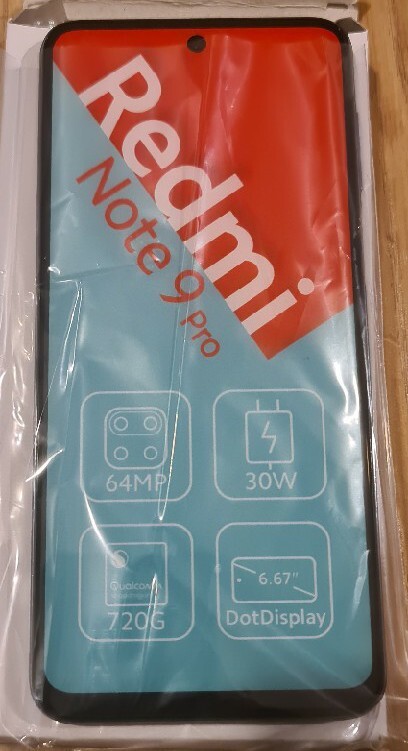 Redmi
Note 9 Pro
64MP
30W
Qualcomm
720G
6.67"
DotDisplay